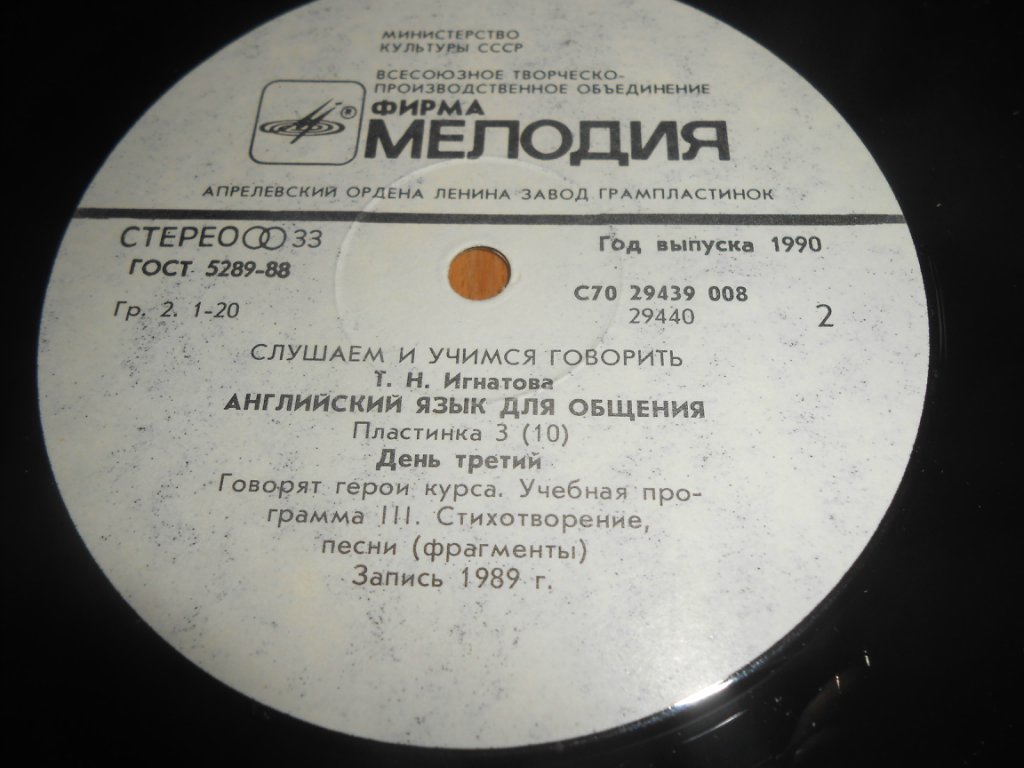 МИНИСТЕРСТВО
КУЛЬТУРЫ СССР
ВСЕСОЮЗНОЕ ТВОРЧЕСКО-
ПРОИЗВОДСТВЕННОЕ ОБЪЕДИНЕНИЕ
®
ФИРМА
МЕЛОДИЯ
АПРЕЛЕВСКИЙ ОРДЕНА ЛЕНИНА ЗАВОД ГРАМПЛАСТИНОК
СТЕРЕО 33
ГОСТ 5289-88
Гр. 2. 1-20
Год выпуска 1990
С70 29439 008
29440
2
СЛУШАЕМ И УЧИМСЯ ГОВОРИТЬ
Т. Н. Игнатова
АНГЛИЙСКИЙ ЯЗЫК ДЛЯ ОБЩЕНИЯ
Пластинка 3 (10)
День третий
Говорят герои курса. Учебная про-
грамма III. Стихотворение,
песни (фрагменты)
Запись 1989 г.